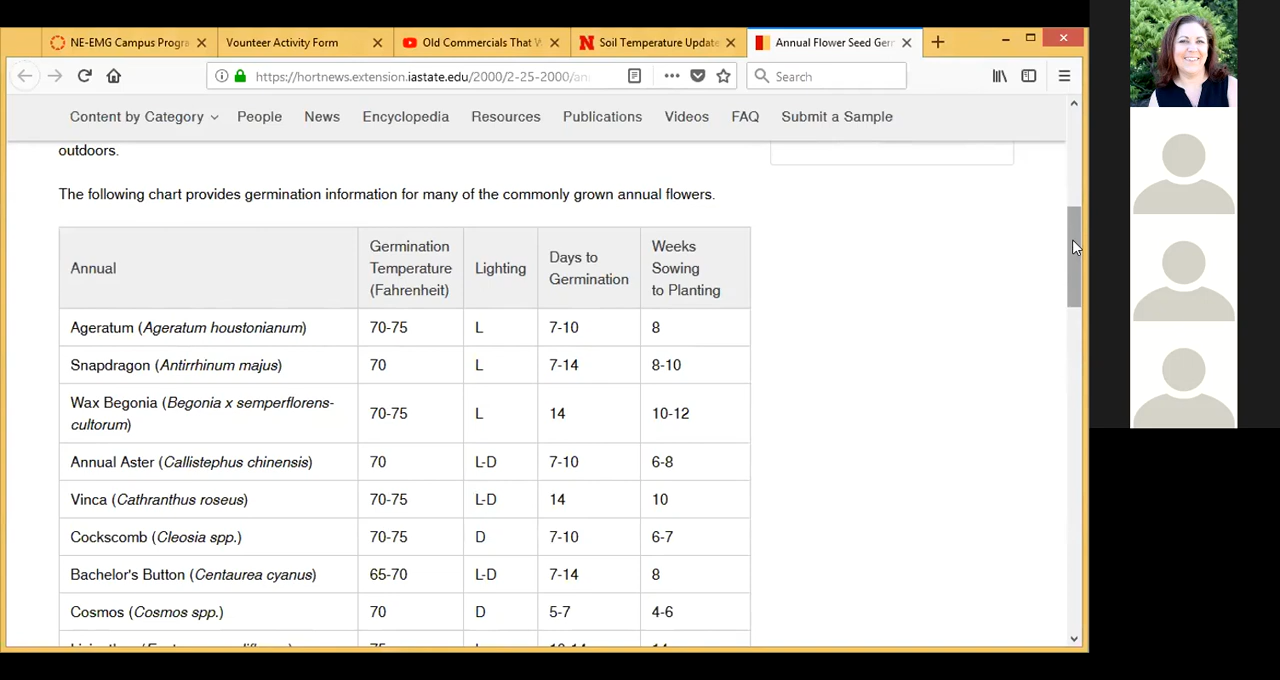 NE-EMG Campus Progra
Vounteer Activity Form
Old Commercials That W
Soil Temperature Update
Annual Flower Seed Ger
https://hortnews.extension.iastate.edu/2000/2-25-2000/an
Search
Content by Category People News Encyclopedia Resources Publications Videos FAQ Submit a Sample
outdoors.
The following chart provides germination information for many of the commonly grown annual flowers.
Annual
Germination
Temperature
(Fahrenheit)
Lighting
Days to
Germination
Weeks
Sowing
to Planting
Ageratum (Ageratum houstonianum) 70-75 L 7-10 8
Snapdragon (Antirrhinum majus) 70 L 7-14 8-10
Wax Begonia (Begonia x semperflorens-
cultorum) 70-75 L 14 10-12
Annual Aster (Callistephus chinensis) 70 L-D 7-10 6-8
Vinca (Cathranthus roseus) 70-75 L-D 14 10
Cockscomb (Cleosia spp.) 70-75 D 7-10 6-7
Bachelor's Button (Centaurea cyanus) 65-70 L-D 7-14 8
Cosmos (Cosmos spp.) 70 D 5-7 4-6